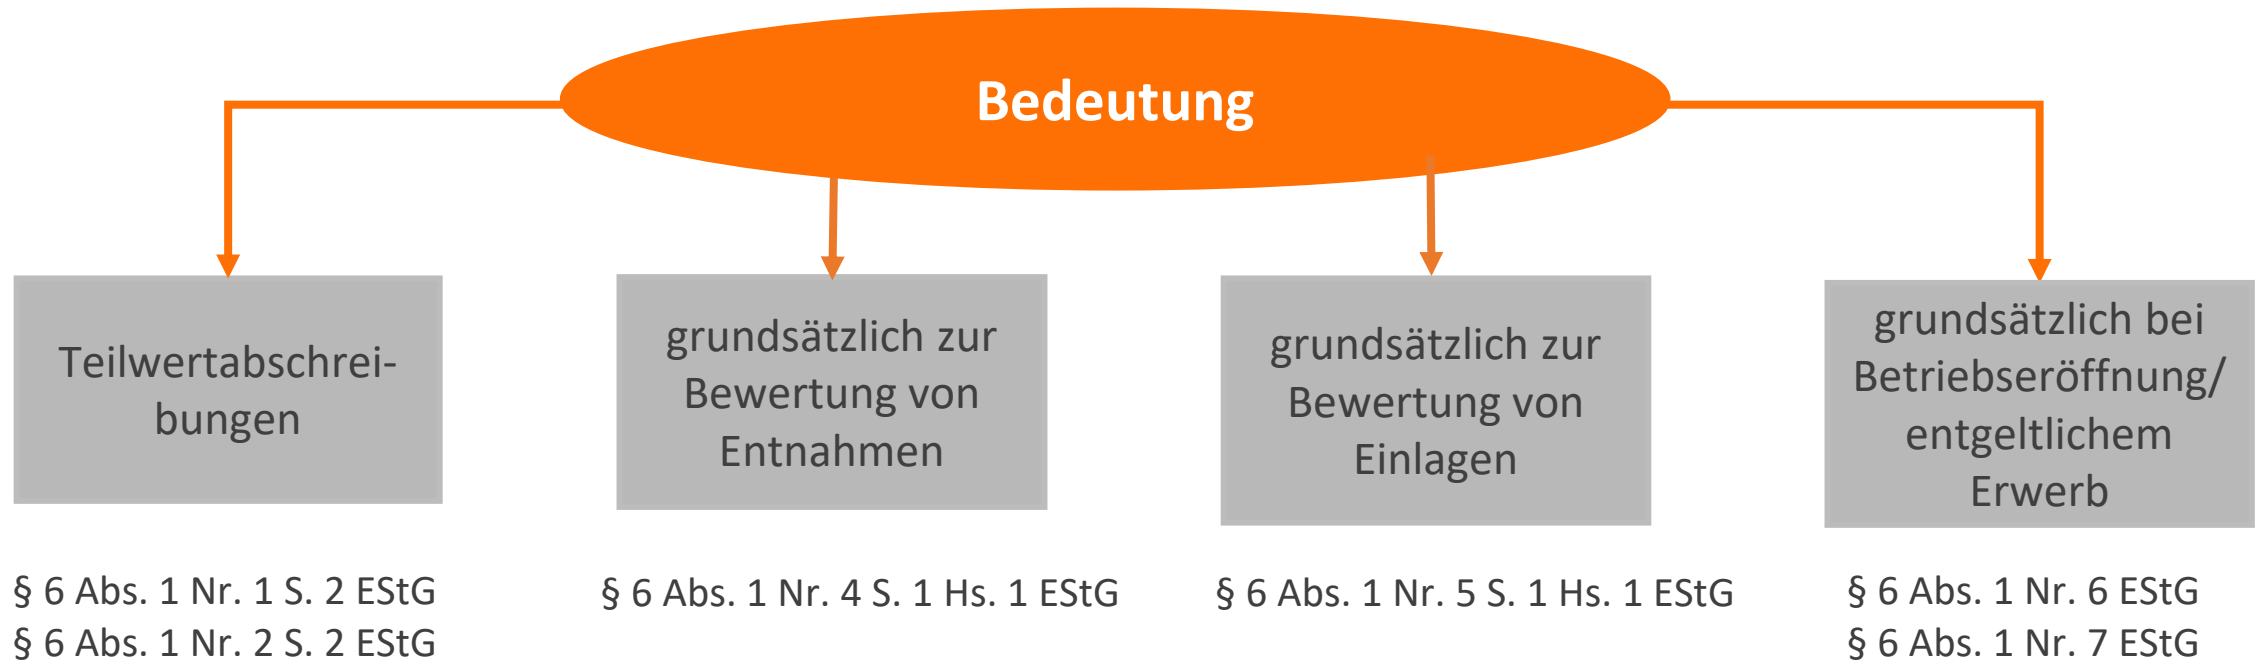 Bedeutung
Teilwertabschrei-
bungen
grundsätzlich zur
Bewertung von
Entnahmen
grundsätzlich zur
Bewertung von
Einlagen
grundsätzlich bei
Betriebseröffnung/
entgeltlichem
Erwerb
§ 6 Abs. 1 Nr. 1 S. 2 EStG
§ 6 Abs. 1 Nr. 2 S. 2 EStG
§ 6 Abs. 1 Nr. 4 S. 1 Hs. 1 EStG
§ 6 Abs. 1 Nr. 5 S. 1 Hs. 1 EStG
§ 6 Abs. 1 Nr. 6 EStG
§ 6 Abs. 1 Nr. 7 EStG